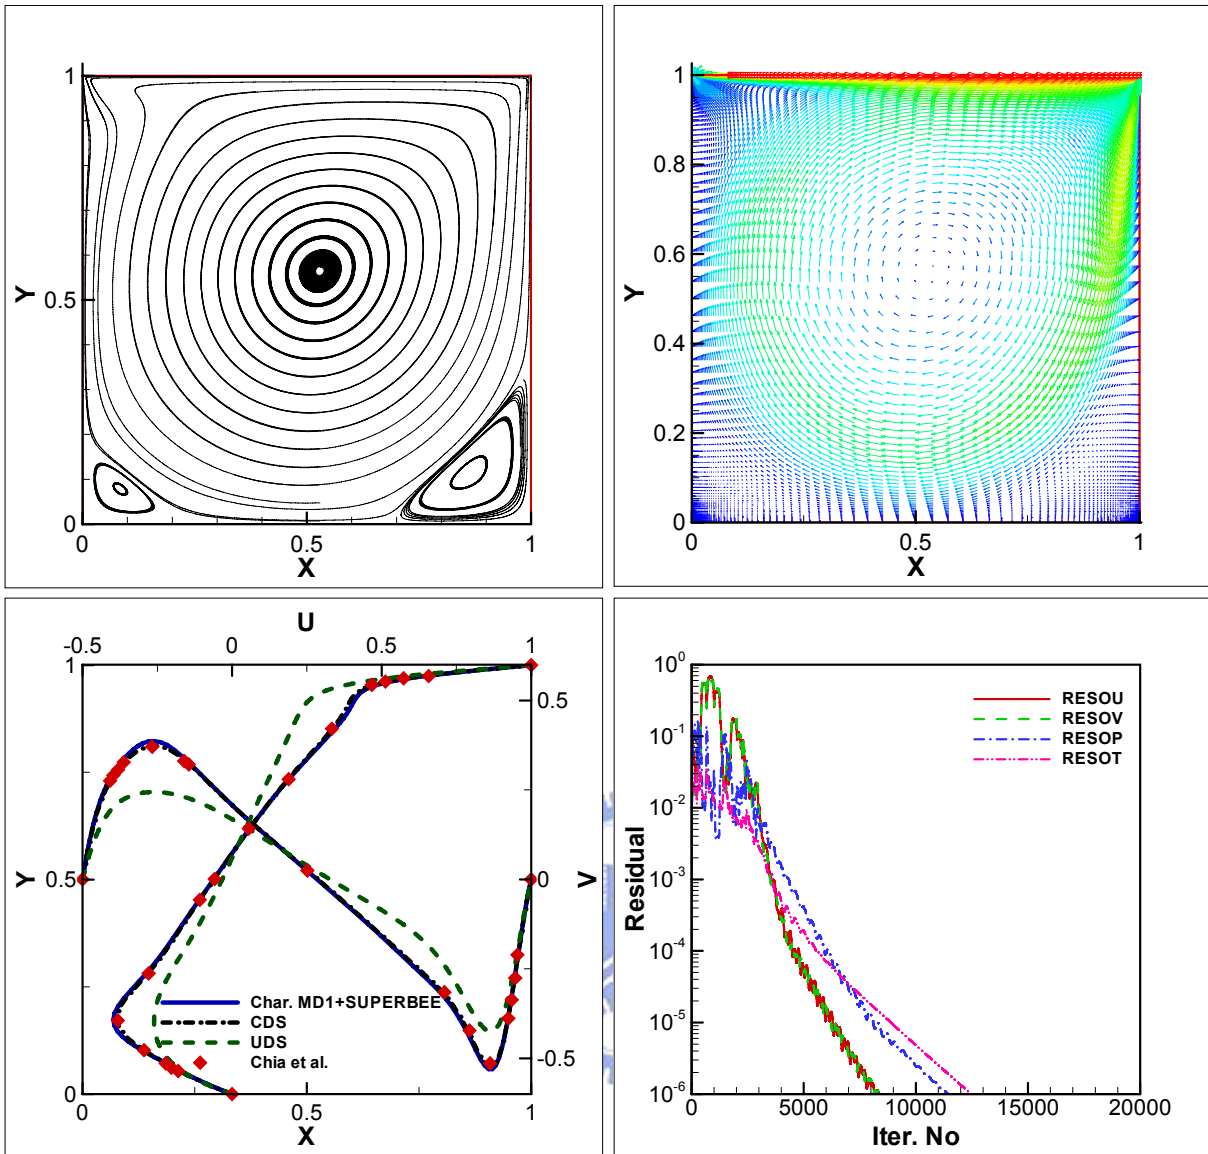 1
Y
0.5
0
0
0.5
1
X
1
0.8
0.6
Y
0.4
0.2
0
0
0.5
1
X
U
-0.5
0
0.5
1
1
Y
0.5
0
0.5
V
0
-0.5
Char. MD1+SUPERBEE
CDS
UDS
Chia et al.
0
0.5
1
X
10^0
10^-1
10^-2
10^-3
10^-4
10^-5
10^-6
Residual
RESOU
RESOV
RESOP
RESOT
0
5000
10000
15000
20000
Iter. No